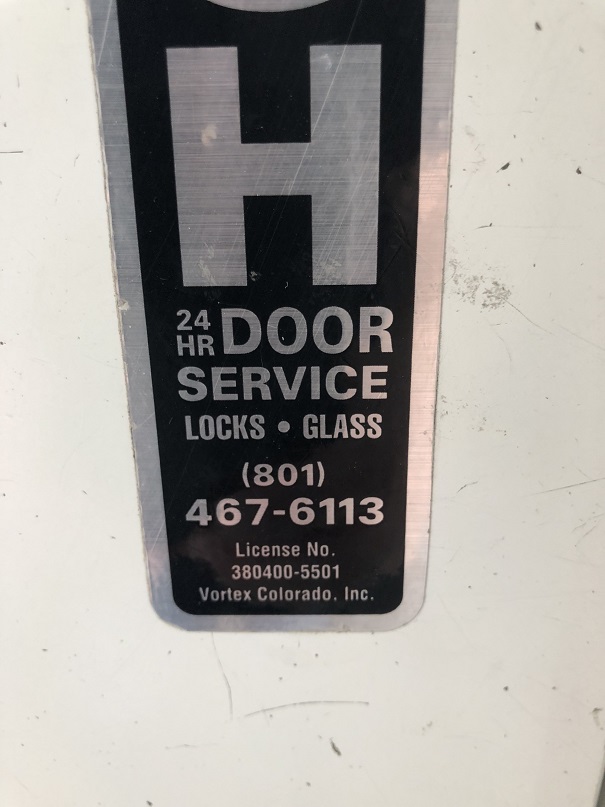 H
24 HR DOOR
SERVICE
LOCKS • GLASS
(801)
467-6113
License No.
380400-5501
Vortex Colorado, Inc.